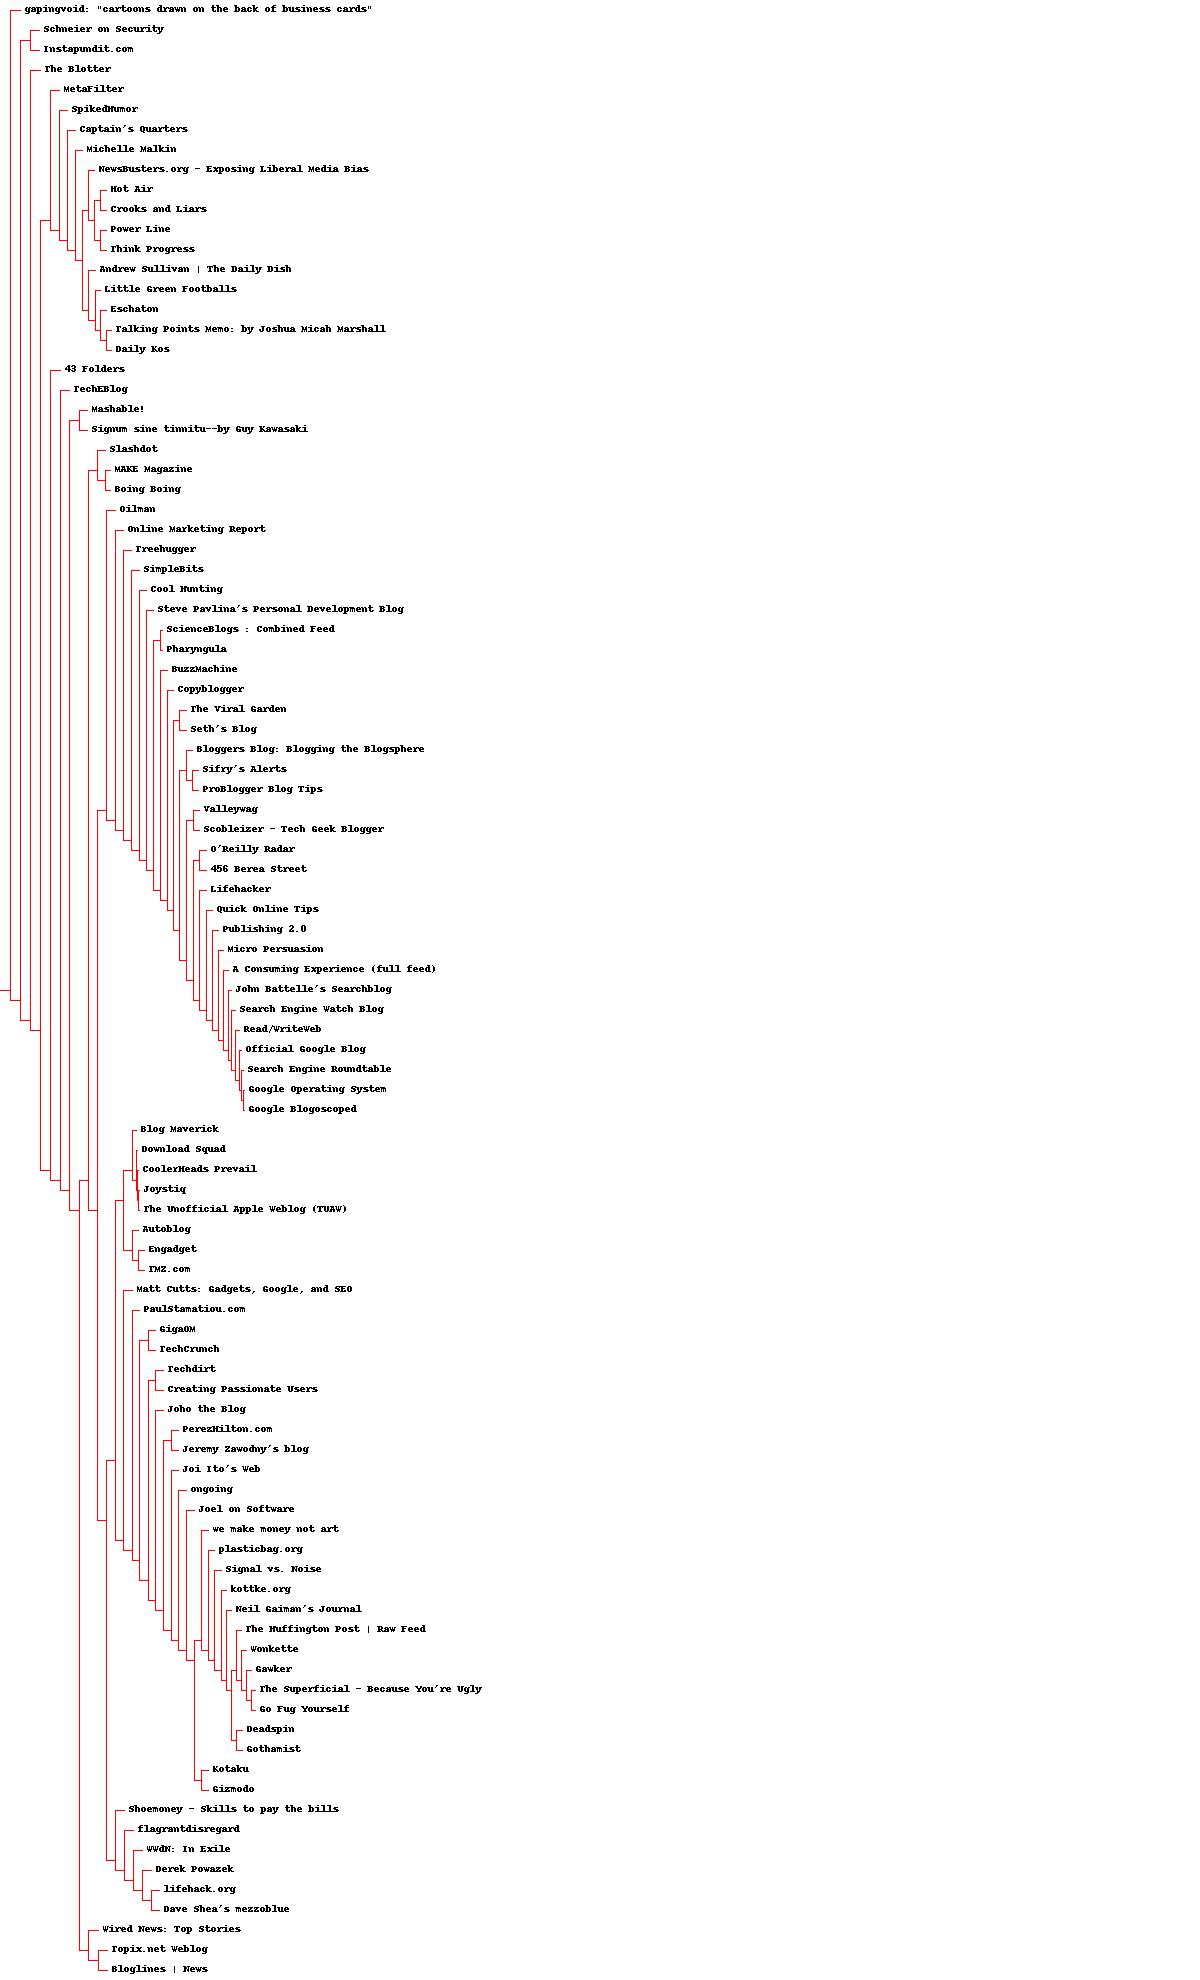 gapingvoid: "cartoons drawn on the back of business cards"
Schneier on Security
Instapundit.com
The Blotter
MetaFilter
SpikedHumor
Captain's Quarters
Michelle Malkin
NewsBusters.org - Exposing Liberal Media Bias
Hot Air
Crooks and Liars
Power Line
Think Progress
Andrew Sullivan | The Daily Dish
Little Green Footballs
Eschaton
Talking Points Memo: by Joshua Micah Marshall
Daily Kos
43 Folders
TechEBlog
Mashable!
Signum sine tinnitu--by Guy Kawasaki
Slashdot
MAKE Magazine
Boing Boing
Oilman
Online Marketing Report
Treehugger
SimpleBits
Cool Hunting
Steve Pavlina's Personal Development Blog
ScienceBlogs : Combined Feed
Pharyngula
BuzzMachine
Copyblogger
The Viral Garden
Seth's Blog
Bloggers Blog: Blogging the Blogsphere
Sifry's Alerts
ProBlogger Blog Tips
Valleywag
Scobleizer - Tech Geek Blogger
O'Reilly Radar
456 Berea Street
Lifehacker
Quick Online Tips
Publishing 2.0
Micro Persuasion
A Consuming Experience (full feed)
John Battelle's Searchblog
Search Engine Watch Blog
Read/WriteWeb
Official Google Blog
Search Engine Roundtable
Google Operating System
Google Blogoscoped
Blog Maverick
Download Squad
CoolerHeads Prevail
Joystiq
The Unofficial Apple Weblog (TUAW)
Autoblog
Engadget
TMZ.com
Matt Cutts: Gadgets, Google, and SEO
PaulStamatiou.com
GigaOM
TechCrunch
Techdirt
Creating Passionate Users
Joho the Blog
PerezHilton.com
Jeremy Zawodny's blog
Joi Ito's Web
ongoing
Joel on Software
we make money not art
plasticbag.org
Signal vs. Noise
kottke.org
Neil Gaiman's Journal
The Huffington Post | Raw Feed
Wonkette
Gawker
The Superficial - Because You're Ugly
Go Fug Yourself
Deadspin
Gothamist
Kotaku
Gizmodo
Shoemoney - Skills to pay the bills
flagrantdisregard
WWdN: In Exile
Derek Powazek
lifehack.org
Dave Shea's mezzoblue
Wired News: Top Stories
Topix.net Weblog
Bloglines | News